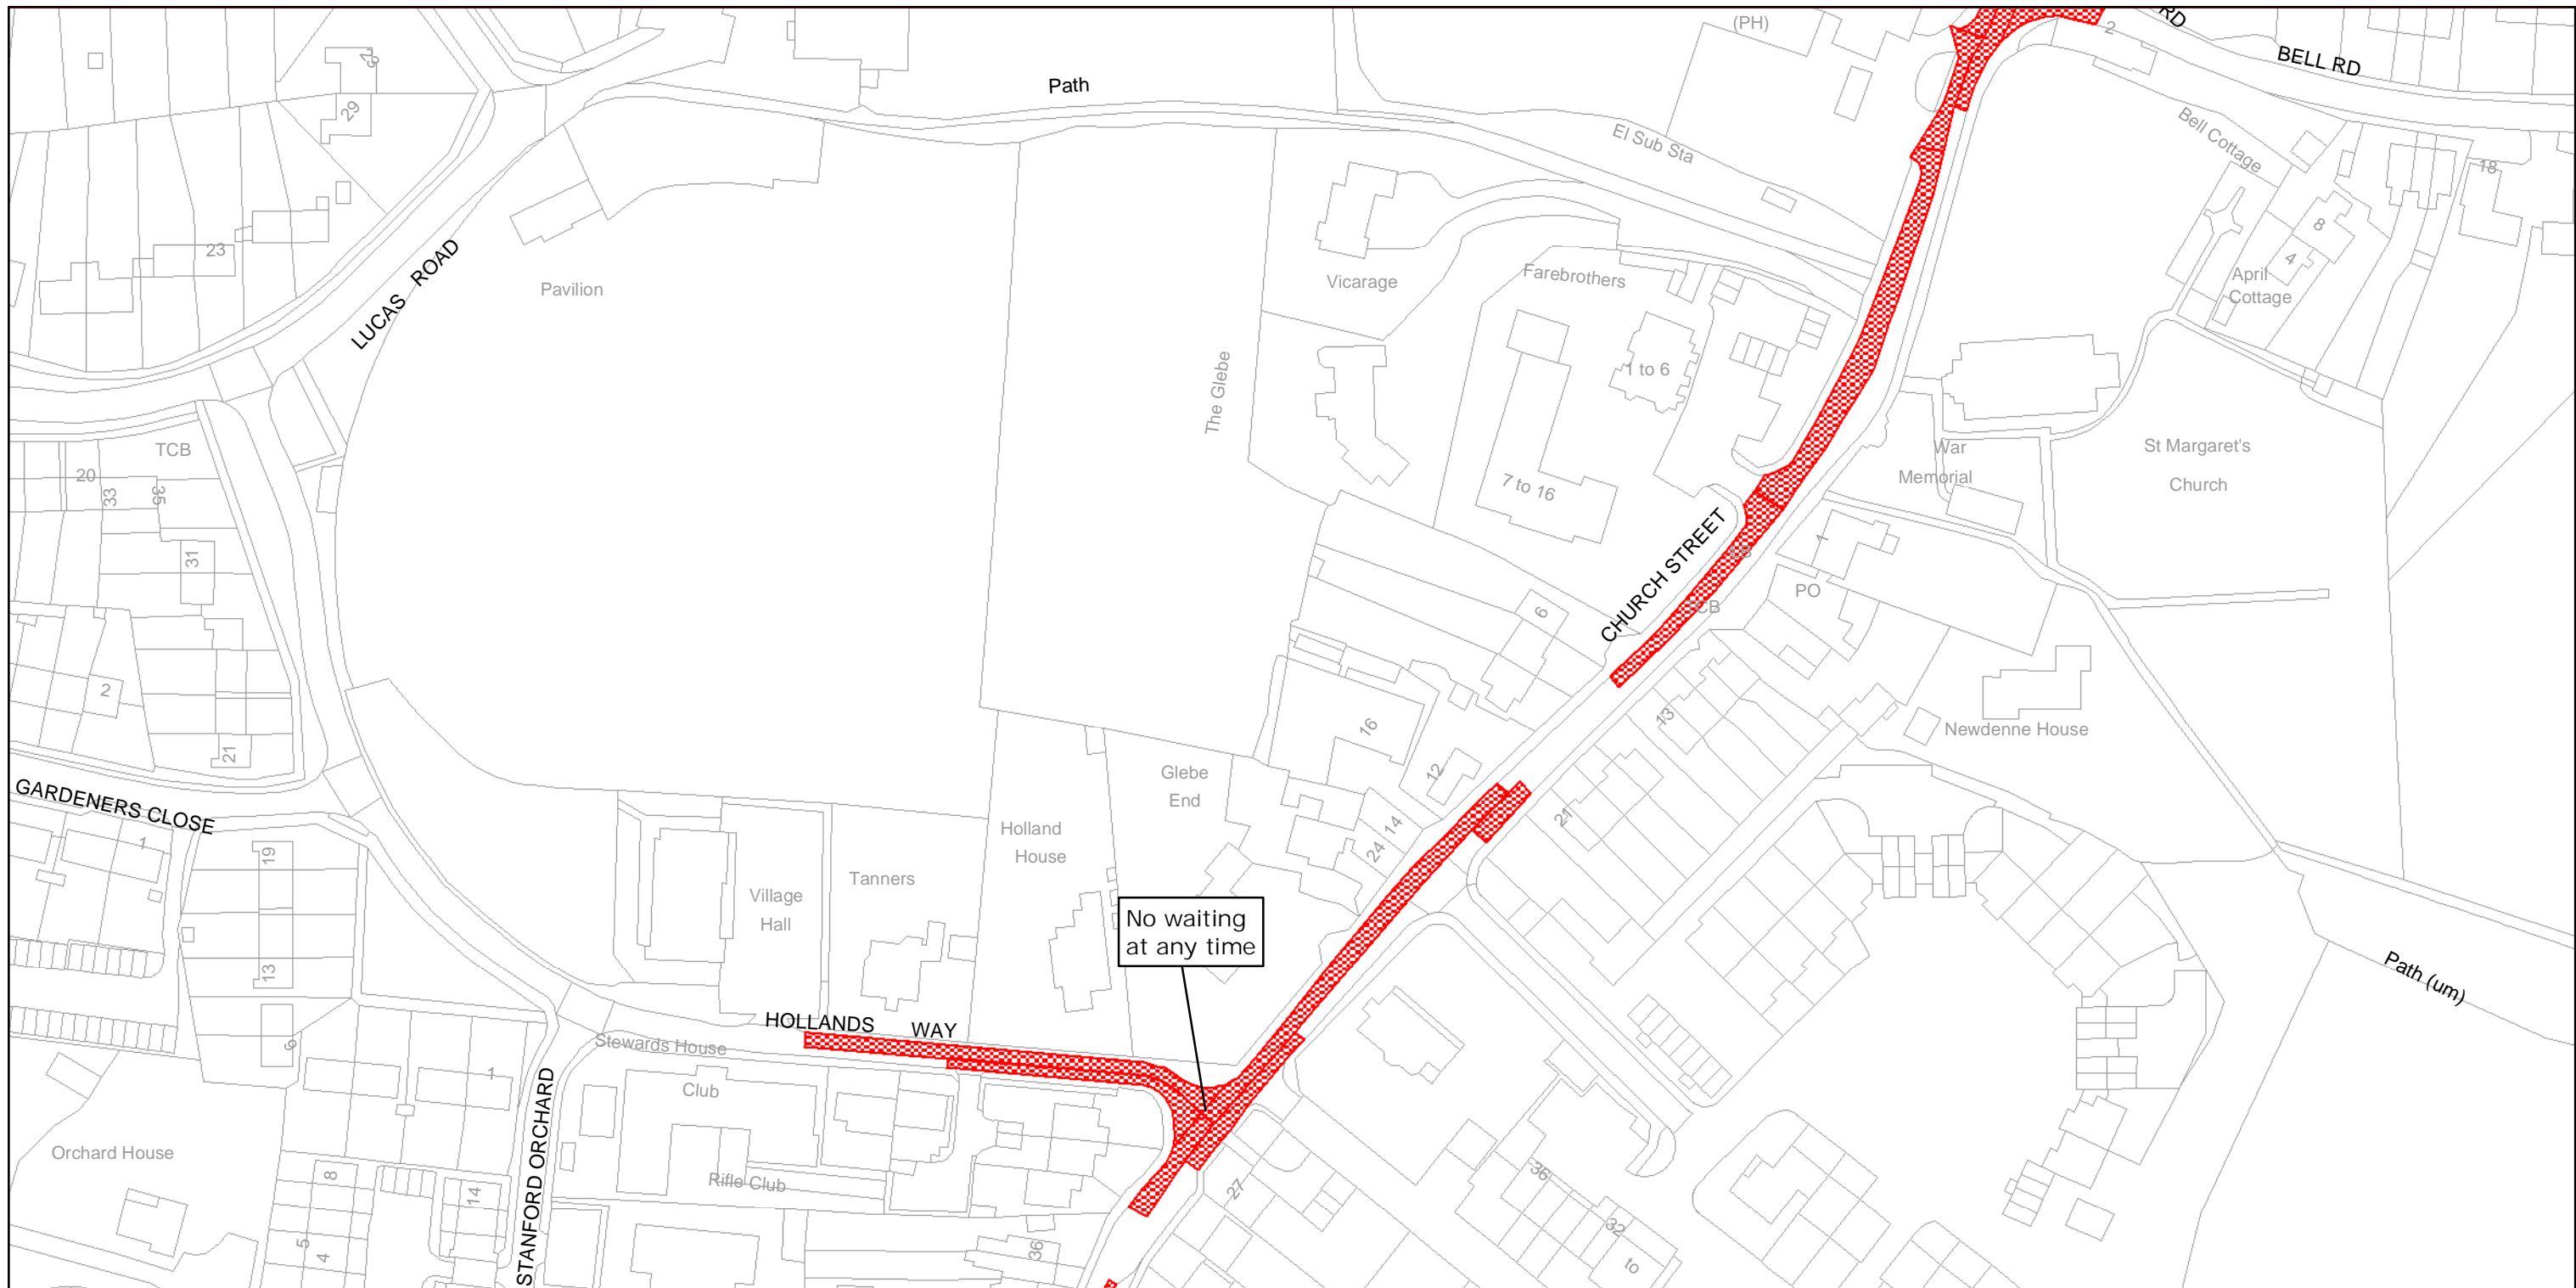 (PH)
RD
2
BELL RD
Path
29
El Sub Sta
Bell Cottage
18
23
LUCAS ROAD
Pavilion
Vicarage
Farebrothers
8
4
April
Cottage
The Glebe
1 to 6
TCB
20
33
35
7 to 16
War
Memorial
St Margaret's
Church
CHURCH STREET
LB
1
31
TCB
PO
6
2
21
16
13
12
Newdenne House
GARDENERS CLOSE
1
19
Glebe
End
14
24
21
Holland
House
Village
Hall
Tanners
No waiting
at any time
13
9
HOLLANDS WAY
Stewards House
Path (um)
1
Club
STANFORD ORCHARD
Orchard House
8
14
Rifle Club
27
36
32
to
5
4
36